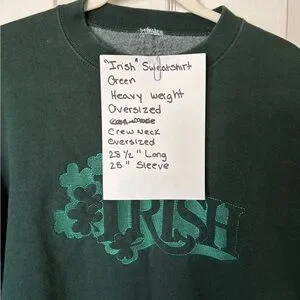 "Irish" Sweatshirt
Green
Heavy weight
Oversized
Crew Neck
Oversized
25 1/2" Long
25" Sleeve
IRISH